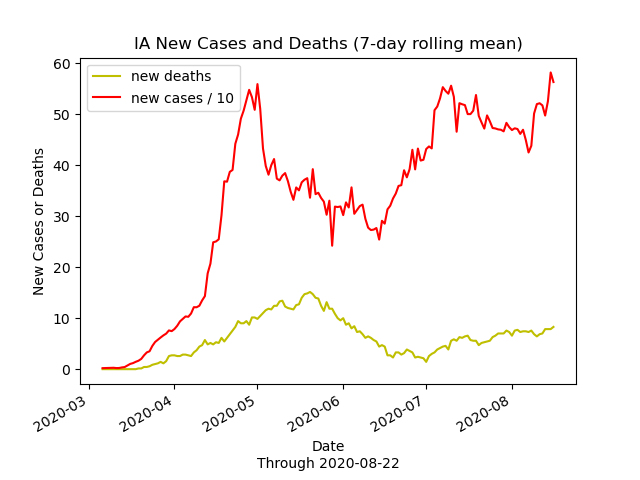 IA New Cases and Deaths (7-day rolling mean)
new deaths
new cases / 10
60
50
40
30
20
10
0
New Cases or Deaths
2020-03
2020-04
2020-05
2020-06
2020-07
2020-08
Date
Through 2020-08-22